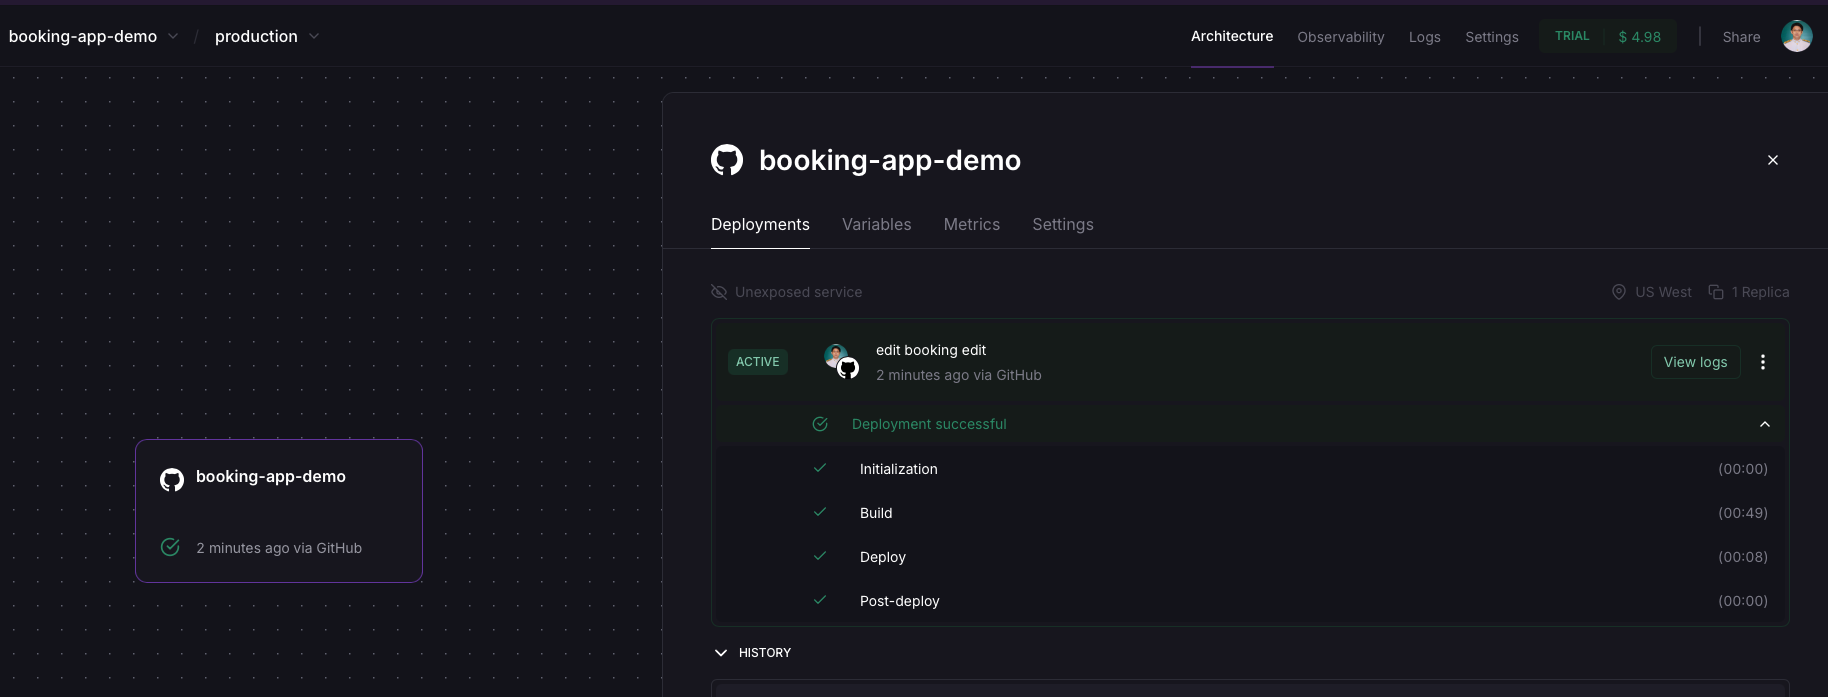 booking-app-demo / production
Architecture Observability Logs Settings TRIAL $ 4.98 Share
booking-app-demo
Deployments Variables Metrics Settings
Unexposed service US West 1 Replica
ACTIVE edit booking edit View logs
2 minutes ago via GitHub
Deployment successful
Initialization (00:00)
Build (00:49)
Deploy (00:08)
Post-deploy (00:00)
HISTORY
booking-app-demo
2 minutes ago via GitHub